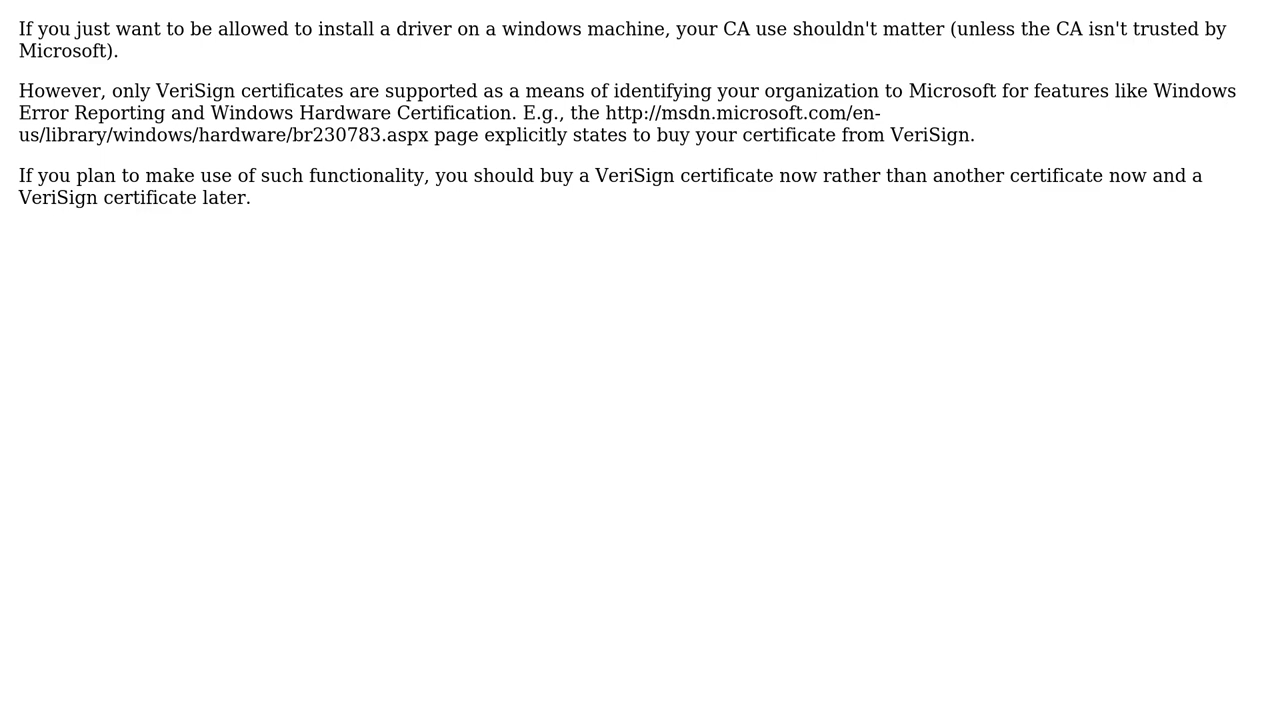 If you just want to be allowed to install a driver on a windows machine, your CA use shouldn't matter (unless the CA isn't trusted by
Microsoft).
However, only VeriSign certificates are supported as a means of identifying your organization to Microsoft for features like Windows
Error Reporting and Windows Hardware Certification. E.g., the http://msdn.microsoft.com/en-
us/library/windows/hardware/br230783.aspx page explicitly states to buy your certificate from VeriSign.
If you plan to make use of such functionality, you should buy a VeriSign certificate now rather than another certificate now and a
VeriSign certificate later.